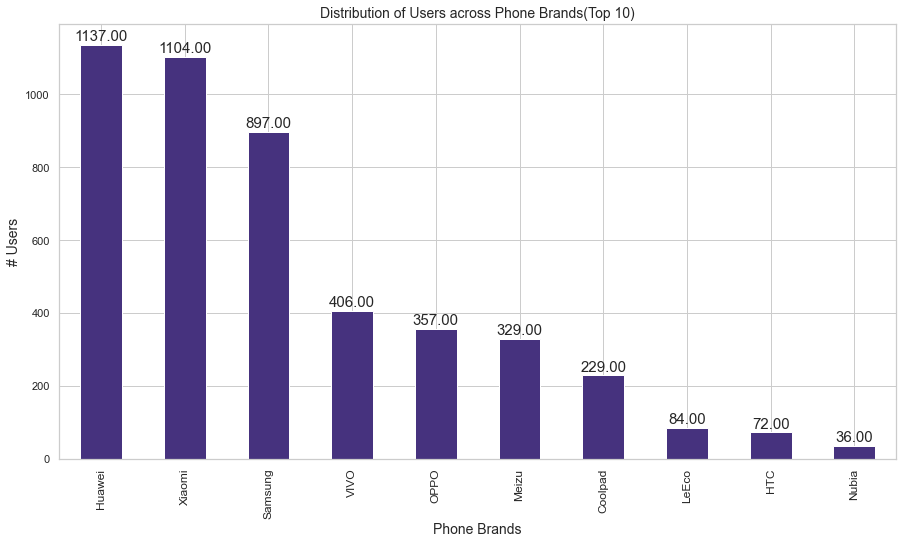 Distribution of Users across Phone Brands(Top 10)
1137.00
1104.00
897.00
406.00
357.00
329.00
229.00
84.00
72.00
36.00
1000
800
600
400
200
0
# Users
Huawei
Xiaomi
Samsung
VIVO
OPPO
Meizu
Coolpad
LeEco
HTC
Nubia
Phone Brands